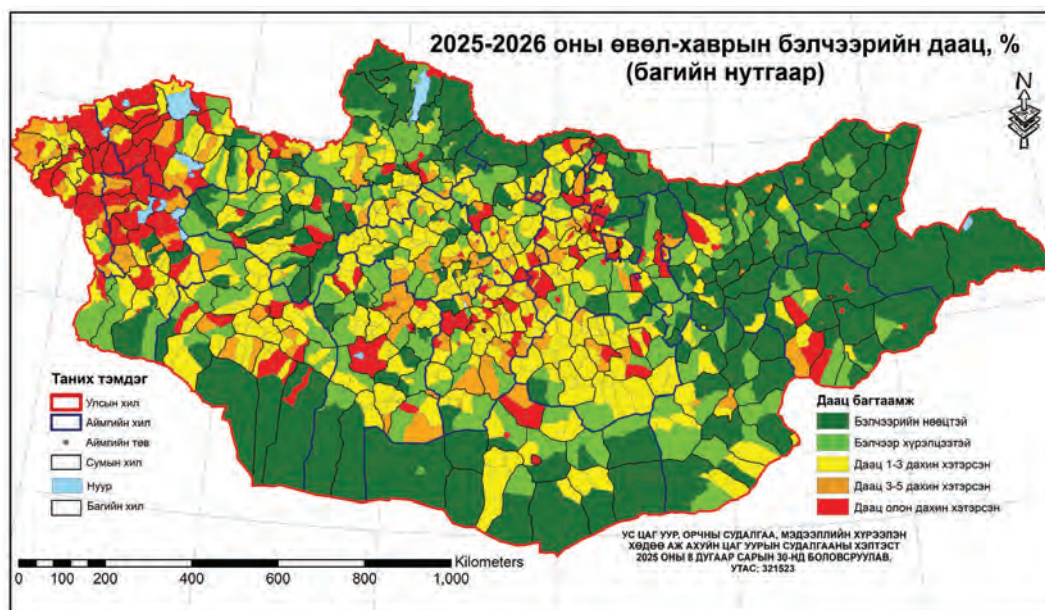 2025-2026 оны өвөл-хаврын бэлчээрийн даац, %
(багийн нутгаар)
N
Таних тэмдэг
Улсын хил
Аймгийн хил
Аймгийн төв
Сумын хил
Нуур
Багийн хил
Даац багтаамж
Бэлчээрийн нөөцтэй
Бэлчээр хүрэлцээтэй
Даац 1-3 дахин хэтэрсэн
Даац 3-5 дахин хэтэрсэн
Даац олон дахин хэтэрсэн
УС ЦАГ УУР, ОРЧНЫ СУДАЛГАА, МЭДЭЭЛЛИЙН ХҮРЭЭЛЭН
ХӨДӨӨ АЖ АХУЙН ЦАГ УУРЫН СУДАЛГААНЫ ХЭЛТЭСТ
2025 ОНЫ 8 ДУГААР САРЫН 30-НД БОЛОВСРУУЛАВ,
УТАС: 321523
Kilometers
0 100 200 400 600 800 1,000